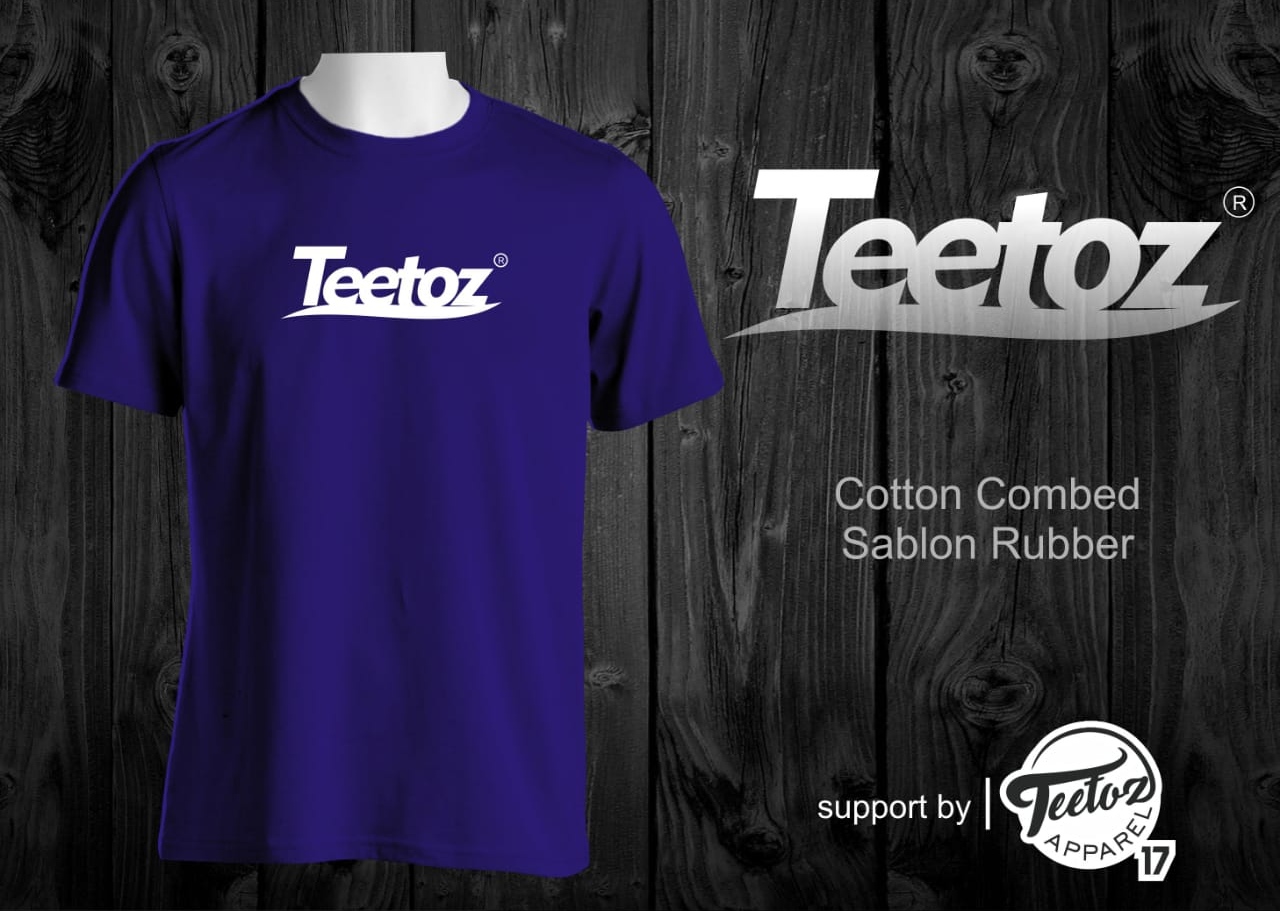 Teetoz®
Teetoz®
Cotton Combed
Sablon Rubber
support by |
Teetoz
APPAREL
17